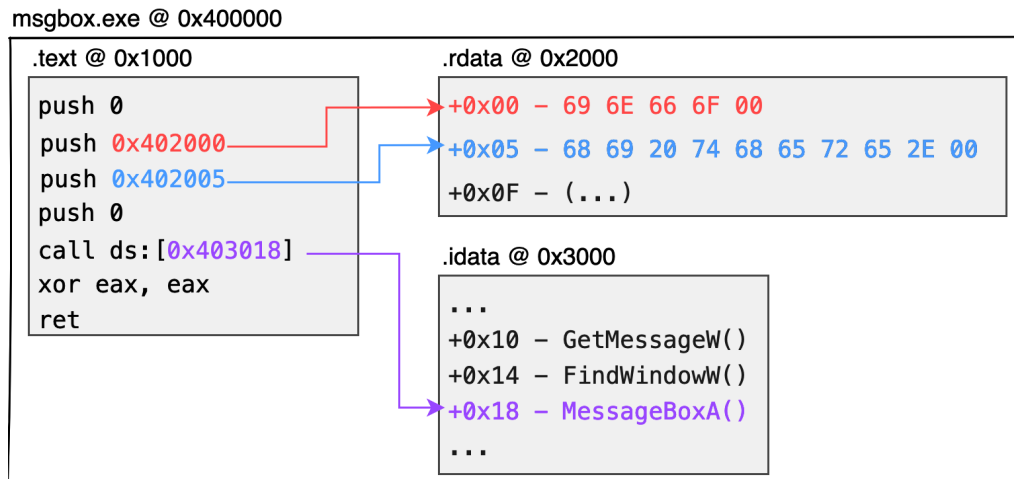 msgbox.exe @ 0x400000
.text @ 0x1000
push 0
push 0x402000
push 0x402005
push 0
call ds:[0x403018]
xor eax, eax
ret
.rdata @ 0x2000
+0x00 – 69 6E 66 6F 00
+0x05 – 68 69 20 74 68 65 72 65 2E 00
+0x0F – (...)
.idata @ 0x3000
...
+0x10 – GetMessageW()
+0x14 – FindWindowW()
+0x18 – MessageBoxA()
...